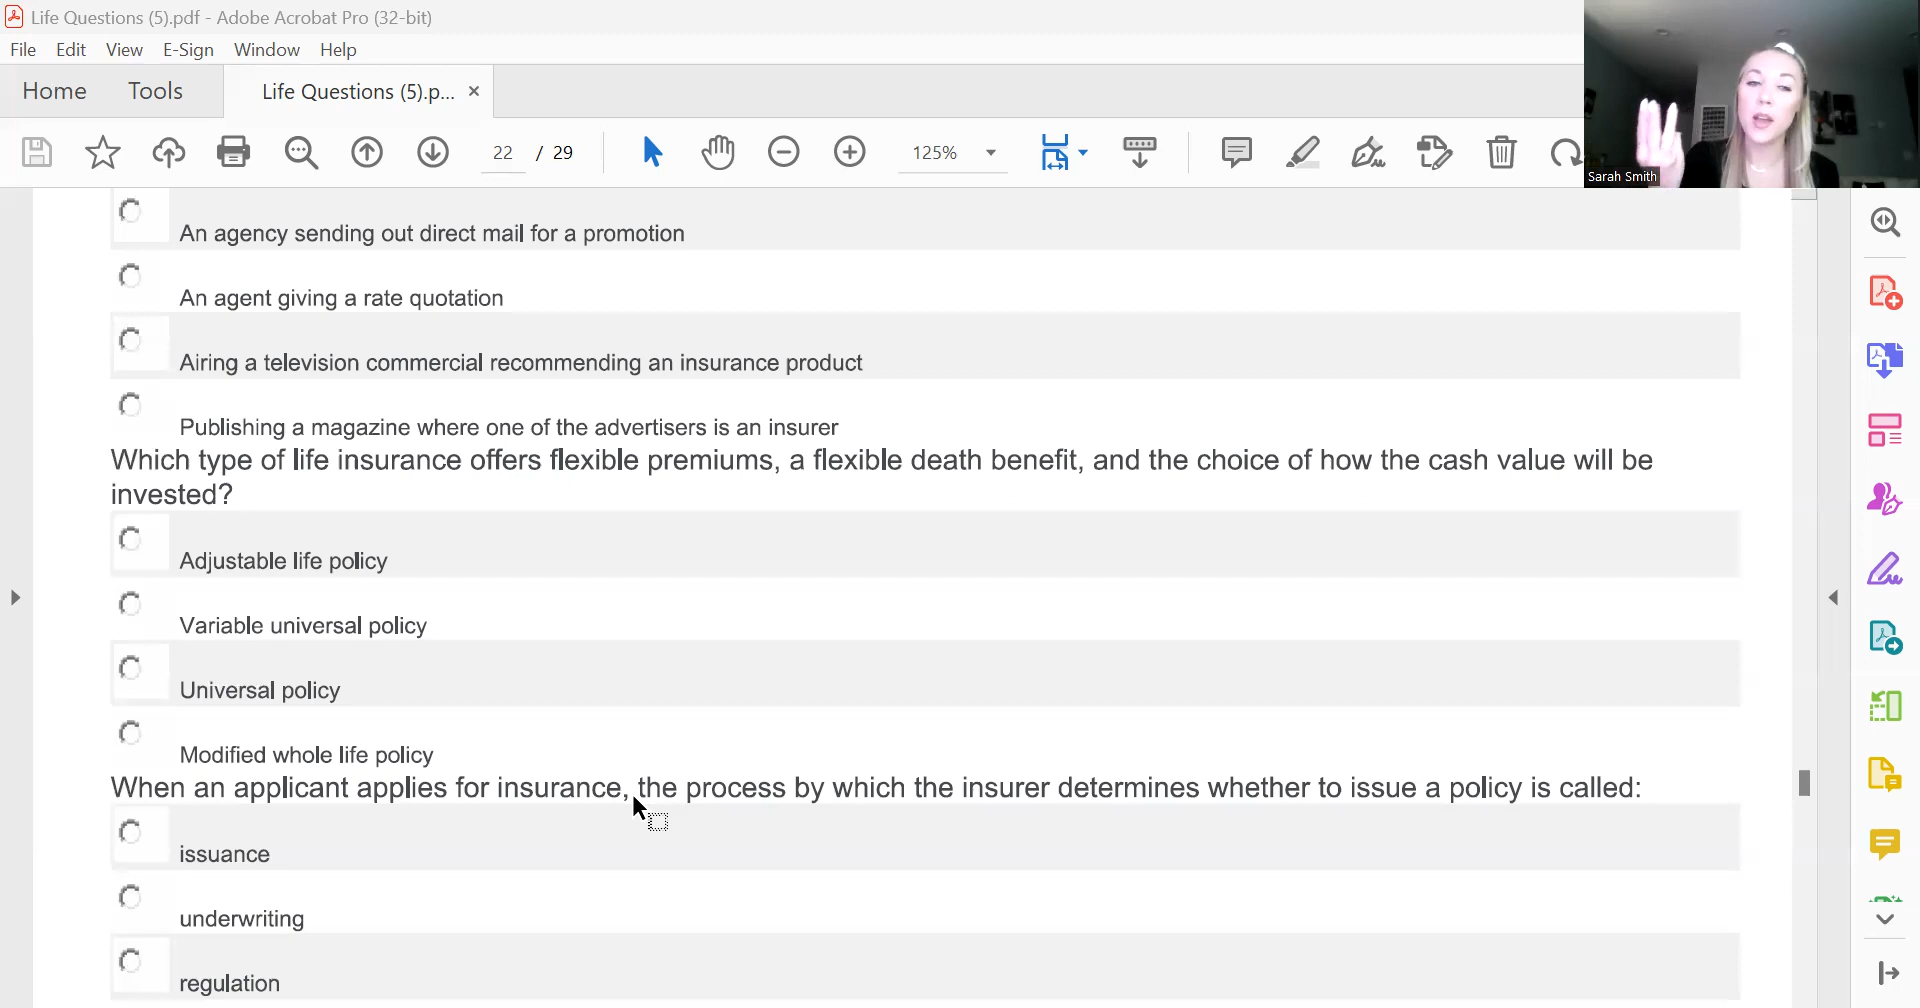 Life Questions (5).pdf - Adobe Acrobat Pro (32-bit)
File Edit View E-Sign Window Help
Home Tools Life Questions (5).p... ×
22 / 29 125%
Sarah Smith
An agency sending out direct mail for a promotion
An agent giving a rate quotation
Airing a television commercial recommending an insurance product
Publishing a magazine where one of the advertisers is an insurer
Which type of life insurance offers flexible premiums, a flexible death benefit, and the choice of how the cash value will be
invested?
Adjustable life policy
Variable universal policy
Universal policy
Modified whole life policy
When an applicant applies for insurance, the process by which the insurer determines whether to issue a policy is called:
issuance
underwriting
regulation